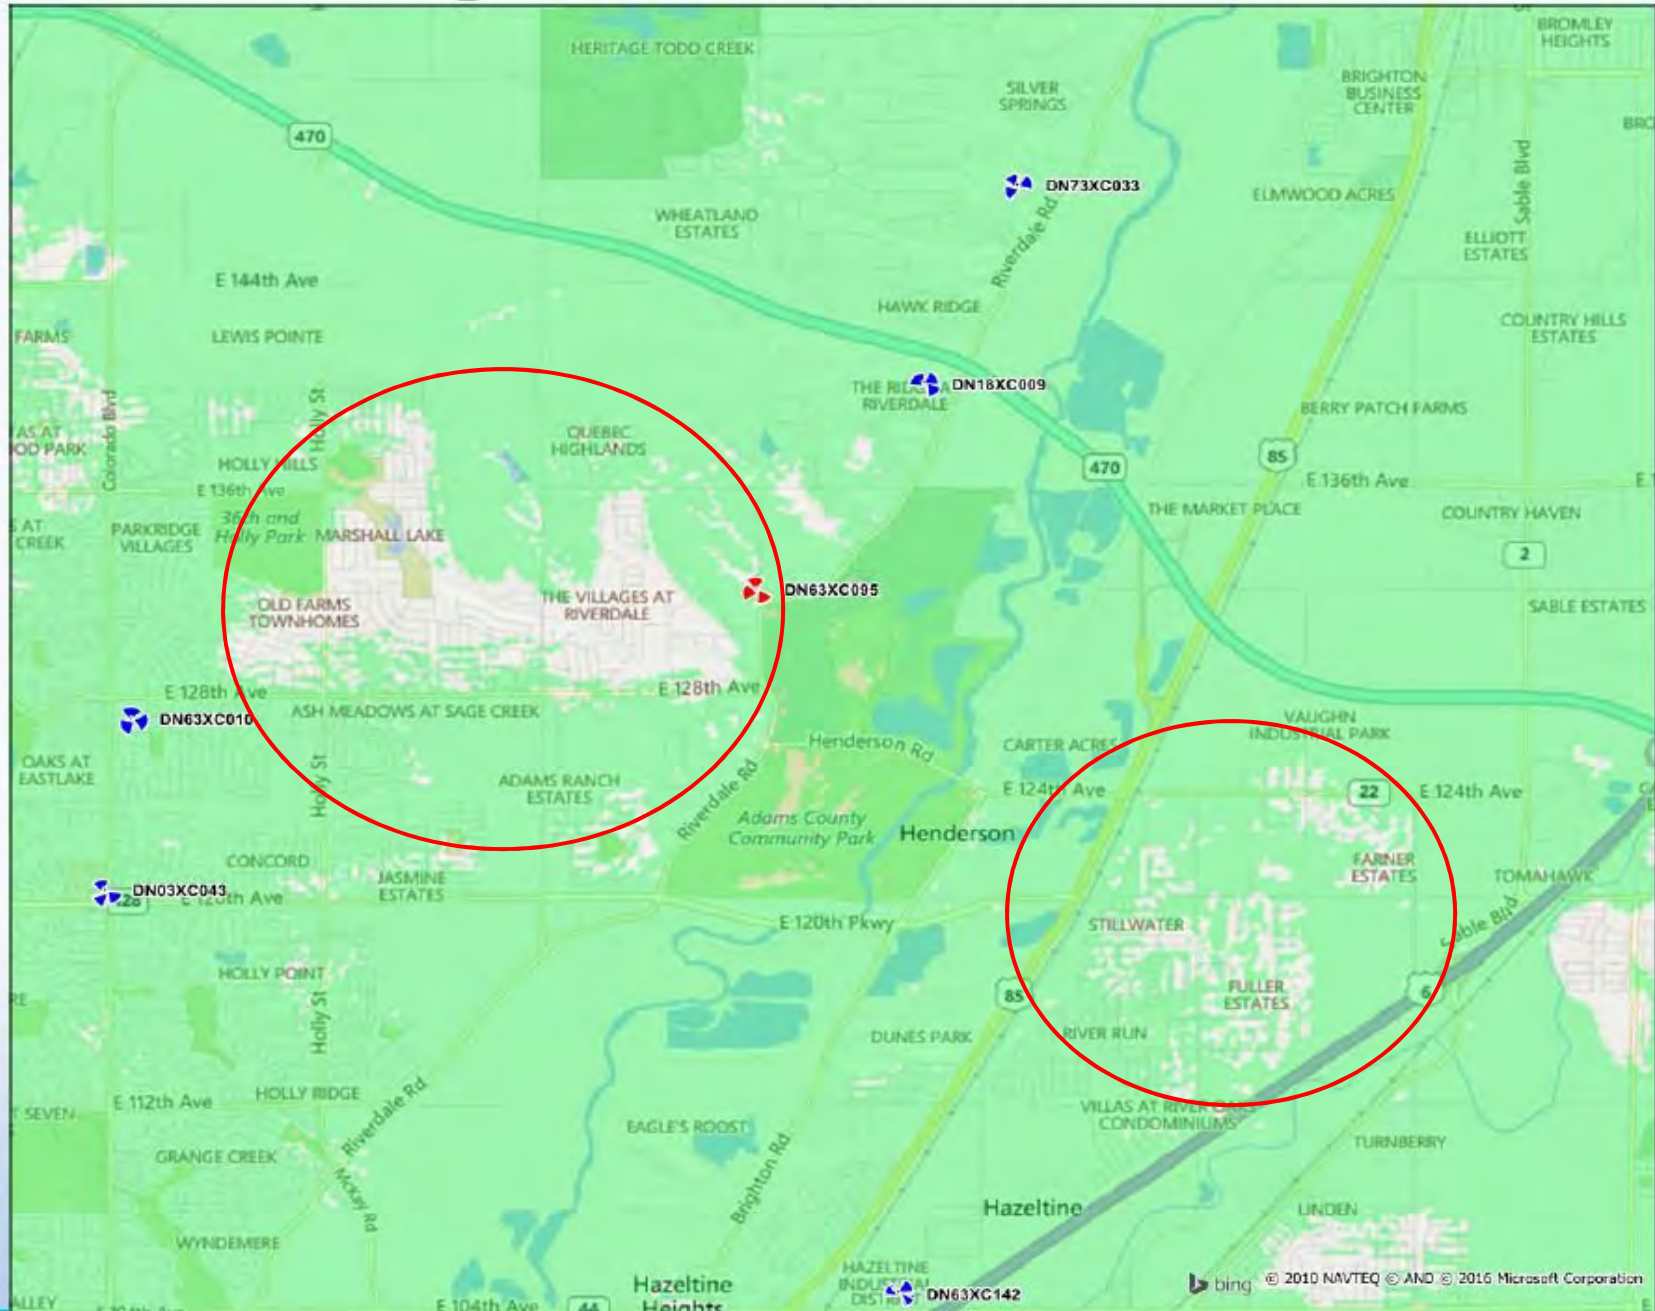 HERITAGE TODD CREEK
BROMLEY
HEIGHTS
SILVER
SPRINGS
BRIGHTON
BUSINESS
CENTER
470
DN73XC033
ELMWOOD ACRES
Sable Blvd
WHEATLAND
ESTATES
Riverdale Rd
ELLIOTT
ESTATES
E 144th Ave
HAWK RIDGE
FARMS
LEWIS POINTE
COUNTRY HILLS
ESTATES
DN18XC009
RIVERDALE
BERRY PATCH FARMS
Colorado Blvd
Holly St
QUEBEC
HIGHLANDS
HOLLY HILLS
470
85
E 136th Ave
E 136th Ave
Holly Park
MARSHALL LAKE
PARKRIDGE
VILLAGES
CREEK
THE MARKET PLACE
COUNTRY HAVEN
2
DN63XC095
OLD FARMS
TOWNHOMES
THE VILLAGES AT
RIVERDALE
SABLE ESTATES
E 128th Ave
E 128th Ave
DN63XC010
ASH MEADOWS AT SAGE CREEK
VAUGHN
INDUSTRIAL PARK
Henderson Rd
CARTER ACRES
OAKS AT
EASTLAKE
Holly St
ADAMS RANCH
ESTATES
Riverdale Rd
E 124th Ave
22
E 124th Ave
Adams County
Community Park
Henderson
CONCORD
FARNER
ESTATES
JASMINE
ESTATES
TOMAHAWK
DN03XC043
E 120th Ave
E 120th Pkwy
STILLWATER
Sable Blvd
HOLLY POINT
Holly St
85
FULLER
ESTATES
6
DUNES PARK
RIVER RUN
HOLLY RIDGE
Riverdale Rd
E 112th Ave
SEVEN
EAGLE'S ROOST
VILLAS AT RIVER OAKS
CONDOMINIUMS
TURNBERRY
GRANGE CREEK
McKay Rd
Brighton Rd
Hazeltine
LINDEN
WYNDEMERE
HAZELTINE
INDUSTRIAL
DN63XC142
Hazeltine
Heights
E 104th Ave
44
bing © 2010 NAVTEQ © AND © 2016 Microsoft Corporation